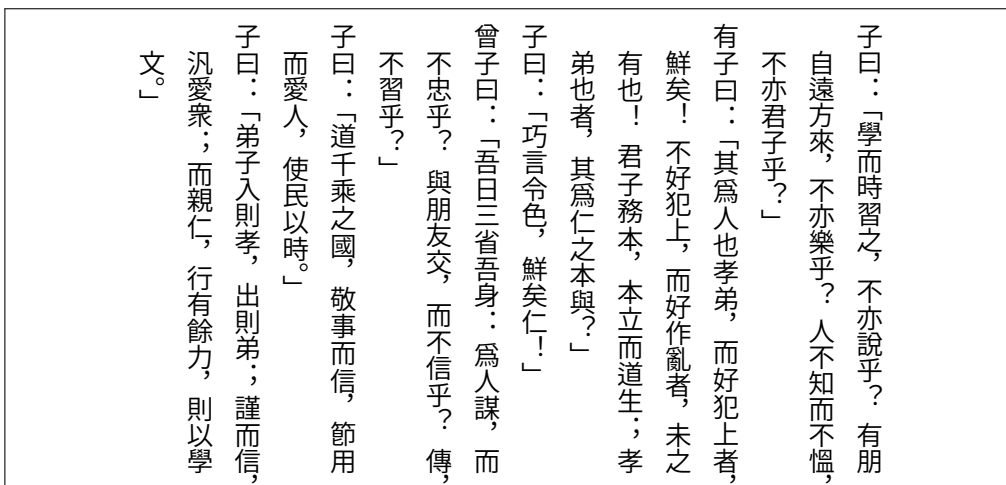 子曰：「學而時習之，不亦說乎？有朋
自遠方來，不亦樂乎？人不知而不慍，
不亦君子乎？」
有子曰：「其爲人也孝弟，而好犯上者，
鮮矣！不好犯上，而好作亂者，未之
有也！君子務本，本立而道生；孝
弟也者，其爲仁之本與？」
子曰：「巧言令色，鮮矣仁！」
曾子曰：「吾日三省吾身：爲人謀，而
不忠乎？與朋友交，而不信乎？傳，
不習乎？」
子曰：「道千乘之國，敬事而信，節用
而愛人，使民以時。」
子曰：「弟子入則孝，出則弟；謹而信，
汎愛衆；而親仁，行有餘力，則以學
文。」